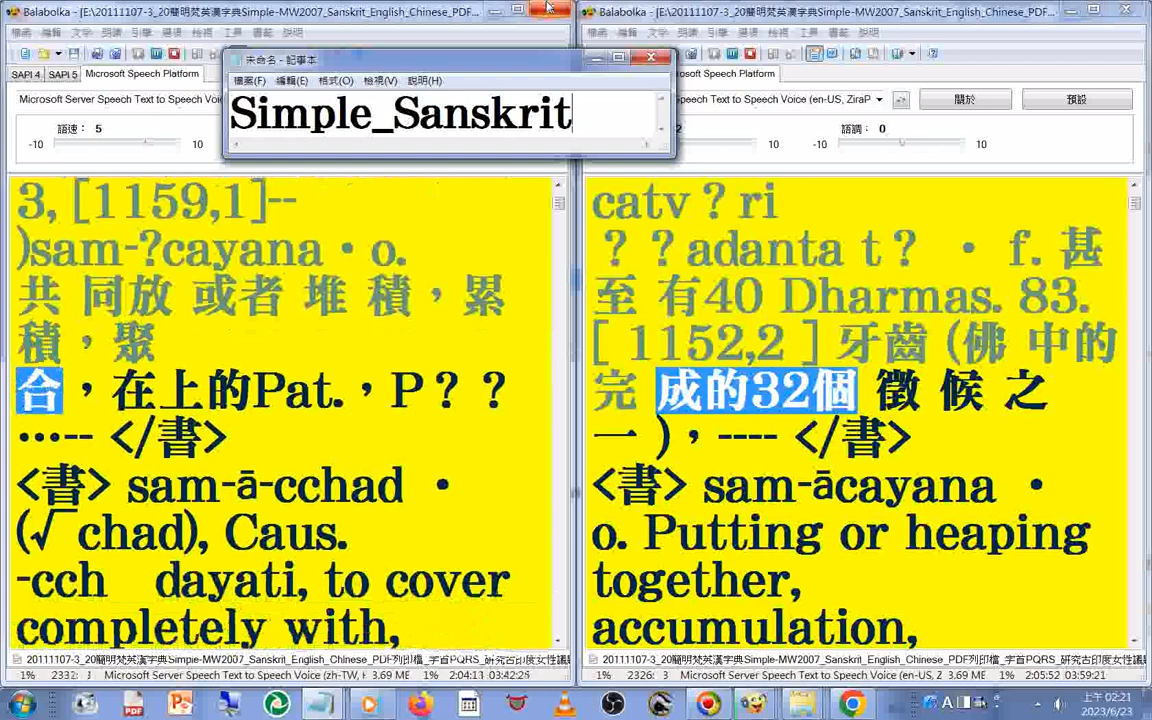 Balabolka - [E:\20111107-3_20簡明梵英漢字典Simple-MW2007_Sanskrit_English_Chinese_PDF...
SAPI 4 SAPI 5 Microsoft Speech Platform
Microsoft Server Speech Text to Speech Voi
語速： 5
-10 10
3, [1159,1]--
)sam-?cayana‧o.
共 同放 或者 堆 積，累
積，聚
合，在上的Pat.，P？？
…-- </書>
<書> sam-ā-cchad ‧
(√ chad), Caus.
-cch dayati, to cover
completely with,
20111107-3_20簡明梵英漢字典Simple-MW2007_Sanskrit_English_Chinese_PDF列印檔_字首PQRS_研究古印度女性議
1% 2332: 3 Microsoft Server Speech Text to Speech Voice (zh-TW, H 3.69 MB 1% 2:04:11 03:42:25
未命名 - 記事本
檔案(F) 編輯(E) 格式(O) 檢視(V) 說明(H)
Simple_Sanskrit
Balabolka - [E:\20111107-3_20簡明梵英漢字典Simple-MW2007_Sanskrit_English_Chinese_PDF...
Speech Platform
Speech Text to Speech Voice (en-US, ZiraP
關於 預設
2 語調： 0
10 -10 10
catv？ri
？？adanta t？ ‧ f. 甚
至 有40 Dharmas. 83.
[ 1152,2 ] 牙齒 (佛 中的
完 成的32個 徵 候 之
一 )，---- </書>
<書> sam-ācayana ‧
o. Putting or heaping
together,
accumulation,
20111107-3_20簡明梵英漢字典Simple-MW2007_Sanskrit_English_Chinese_PDF列印檔_字首PQRS_研究古印度女性議
1% 2326: 3 Microsoft Server Speech Text to Speech Voice (en-US, Z 3.69 MB 1% 2:05:52 03:59:21
上午 02:21
2023/6/23